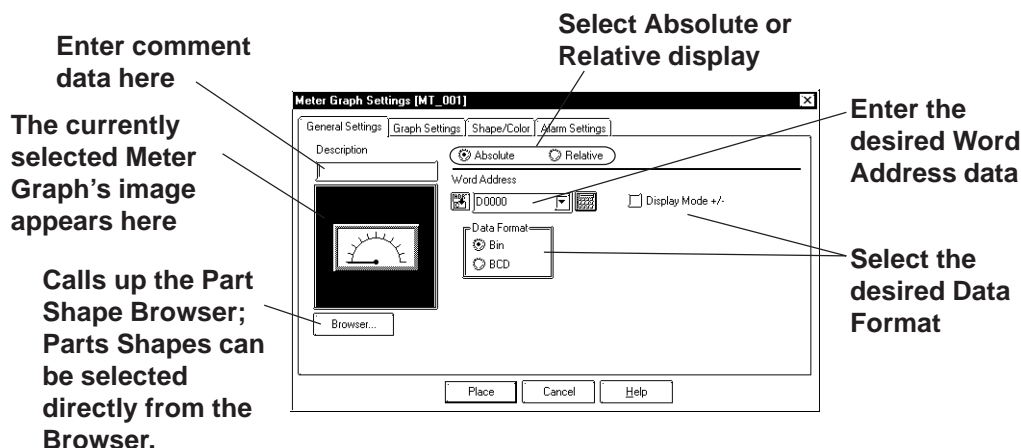 Select Absolute or
Relative display
Enter comment
data here
The currently
selected Meter
Graph's image
appears here
Calls up the Part
Shape Browser;
Parts Shapes can
be selected
directly from the
Browser.
Meter Graph Settings [MT_001]
General Settings Graph Settings Shape/Color Alarm Settings
Description
Absolute Relative
Word Address
D0000
Display Mode +/-
Data Format
Bin
BCD
Browser...
Place Cancel Help
Enter the
desired Word
Address data
Select the
desired Data
Format